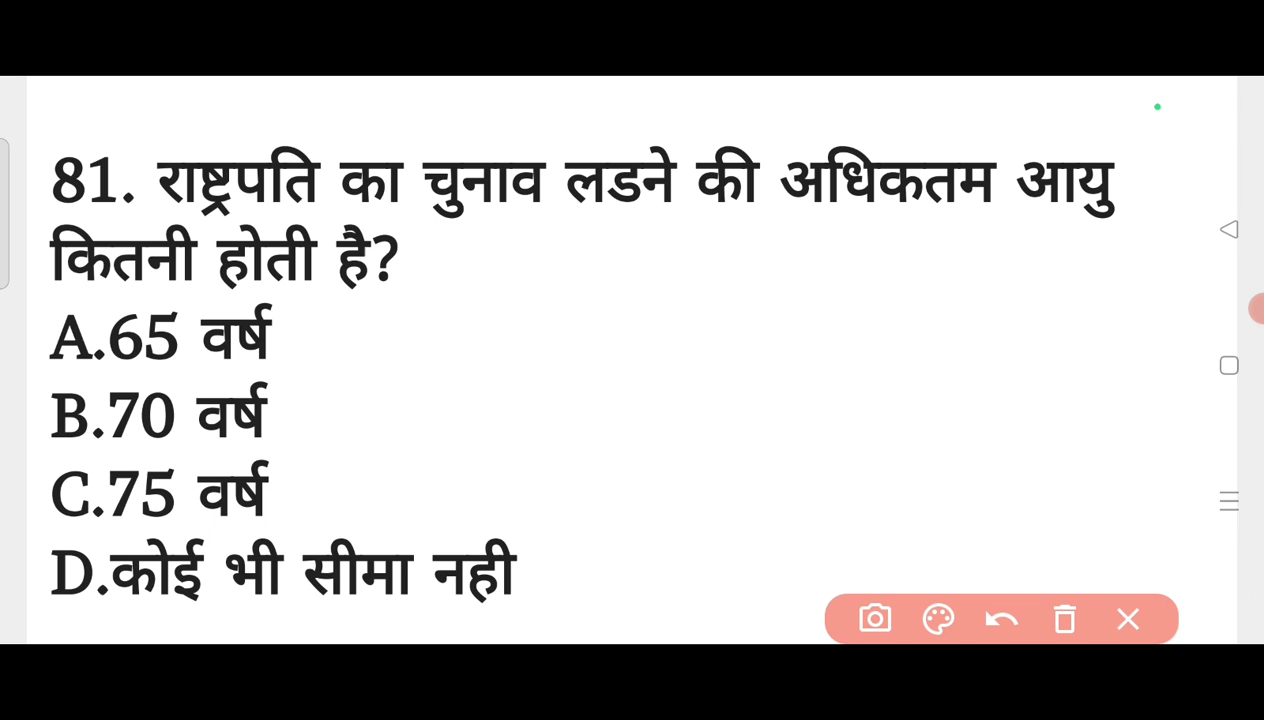 81. राष्ट्रपति का चुनाव लडने की अधिकतम आयु
कितनी होती है?
A.65 वर्ष
B.70 वर्ष
C.75 वर्ष
D.कोई भी सीमा नही